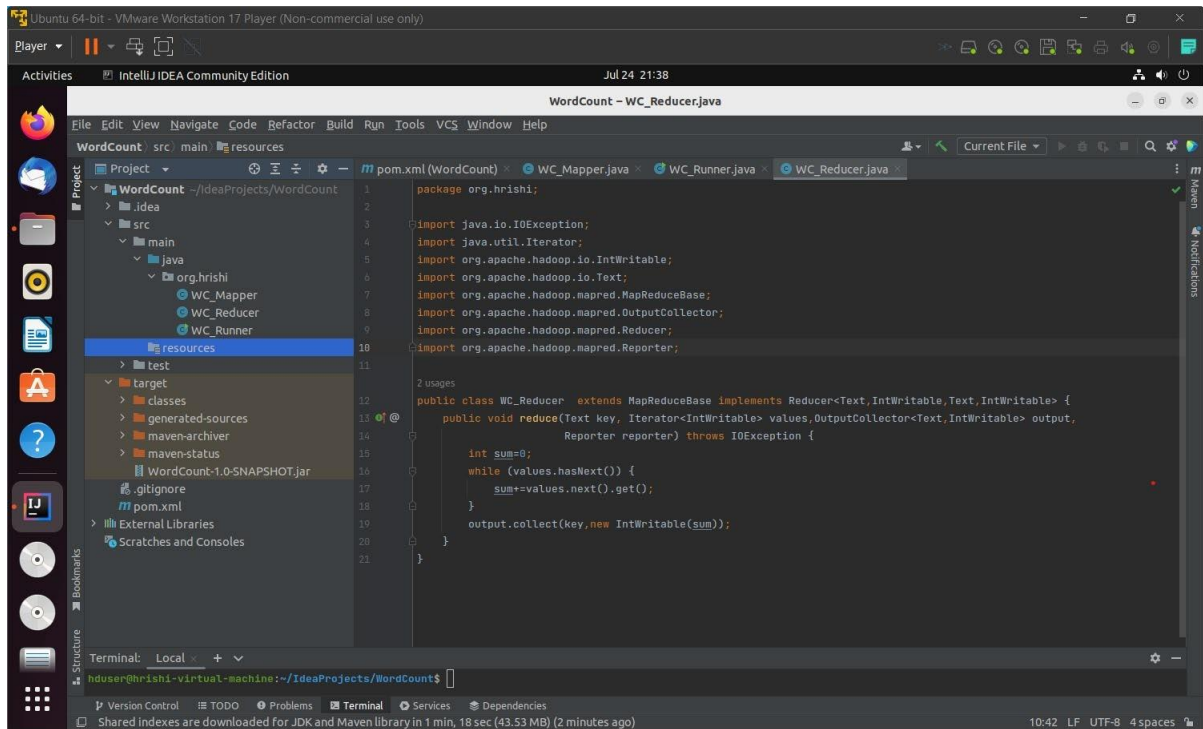 Ubuntu 64-bit - VMware Workstation 17 Player (Non-commercial use only)
Player
Activities IntelliJ IDEA Community Edition Jul 24 21:38
WordCount – WC_Reducer.java
File Edit View Navigate Code Refactor Build Run Tools VCS Window Help
WordCount src main resources Current File
Project
Project
pom.xml (WordCount) WC_Mapper.java WC_Runner.java WC_Reducer.java
Maven
Notifications
WordCount ~/IdeaProjects/WordCount
.idea
src
main
java
org.hrishi
WC_Mapper
WC_Reducer
WC_Runner
resources
test
target
classes
generated-sources
maven-archiver
maven-status
WordCount-1.0-SNAPSHOT.jar
.gitignore
pom.xml
External Libraries
Scratches and Consoles
1 package org.hrishi;
2
3 import java.io.IOException;
4 import java.util.Iterator;
5 import org.apache.hadoop.io.IntWritable;
6 import org.apache.hadoop.io.Text;
7 import org.apache.hadoop.mapred.MapReduceBase;
8 import org.apache.hadoop.mapred.OutputCollector;
9 import org.apache.hadoop.mapred.Reducer;
10 import org.apache.hadoop.mapred.Reporter;
11
2 usages
12 public class WC_Reducer  extends MapReduceBase implements Reducer<Text,IntWritable,Text,IntWritable> {
13 @ public void reduce(Text key, Iterator<IntWritable> values,OutputCollector<Text,IntWritable> output,
14 Reporter reporter) throws IOException {
15 int sum=0;
16 while (values.hasNext()) {
17 sum+=values.next().get();
18 }
19 output.collect(key,new IntWritable(sum));
20 }
21 }
Bookmarks
Structure
Terminal: Local
hduser@hrishi-virtual-machine:~/IdeaProjects/WordCount$
Version Control TODO Problems Terminal Services Dependencies
Shared indexes are downloaded for JDK and Maven library in 1 min, 18 sec (43.53 MB) (2 minutes ago) 10:42 LF UTF-8 4 spaces